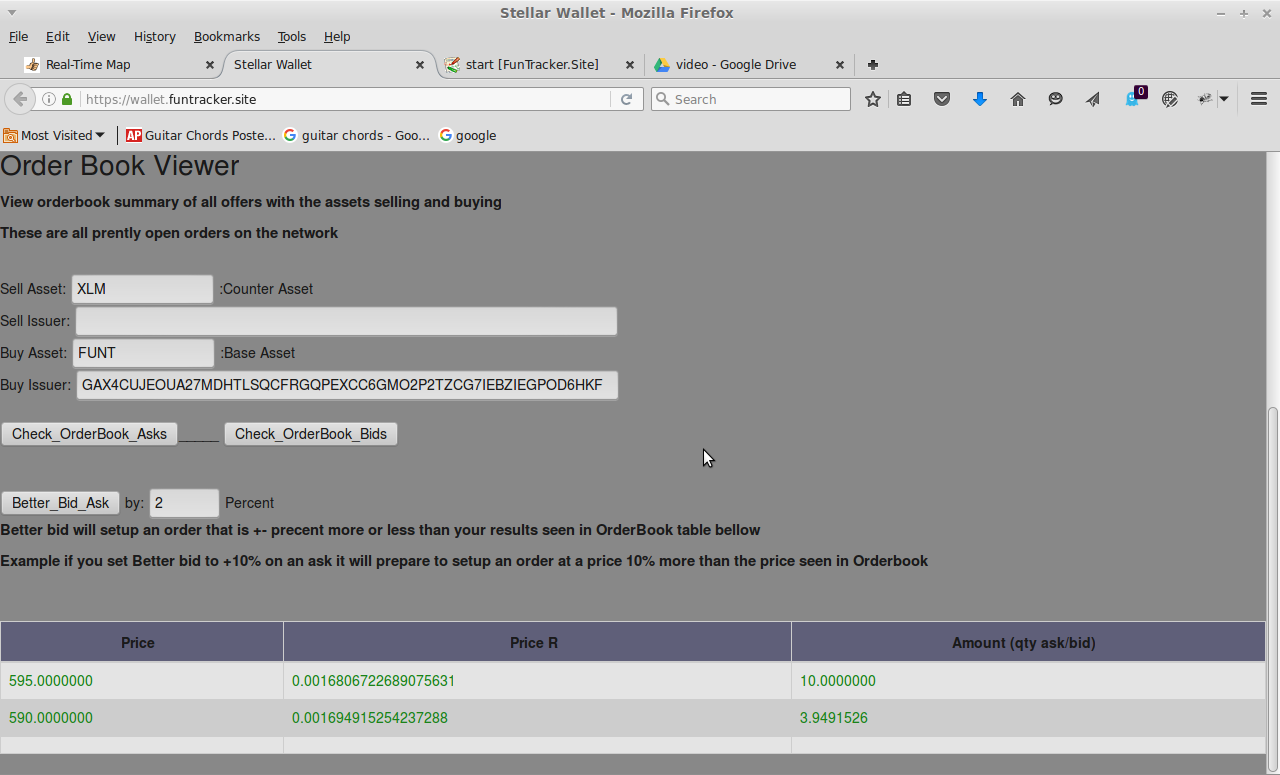 Stellar Wallet - Mozilla Firefox
File Edit View History Bookmarks Tools Help
Real-Time Map Stellar Wallet start [FunTracker.Site] video - Google Drive
https://wallet.funtracker.site Search 0
Most Visited AP Guitar Chords Poste... guitar chords - Goo... google
Order Book Viewer
View orderbook summary of all offers with the assets selling and buying
These are all prently open orders on the network
Sell Asset: XLM :Counter Asset
Sell Issuer:
Buy Asset: FUNT :Base Asset
Buy Issuer: GAX4CUJEOUA27MDHTLSQCFRGQPEXCC6GMO2P2TZCG7IEBZIEGPOD6HKF
Check_OrderBook_Asks _____ Check_OrderBook_Bids
Better_Bid_Ask by: 2 Percent
Better bid will setup an order that is +- precent more or less than your results seen in OrderBook table bellow
Example if you set Better bid to +10% on an ask it will prepare to setup an order at a price 10% more than the price seen in Orderbook
Price Price R Amount (qty ask/bid)
595.0000000 0.0016806722689075631 10.0000000
590.0000000 0.001694915254237288 3.9491526